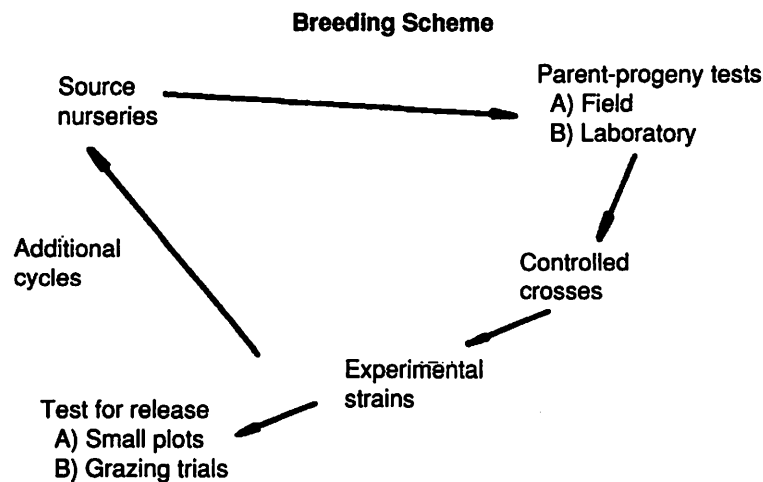 Breeding Scheme
Source
nurseries
Parent-progeny tests
A) Field
B) Laboratory
Additional
cycles
Controlled
crosses
Experimental
strains
Test for release
A) Small plots
B) Grazing trials